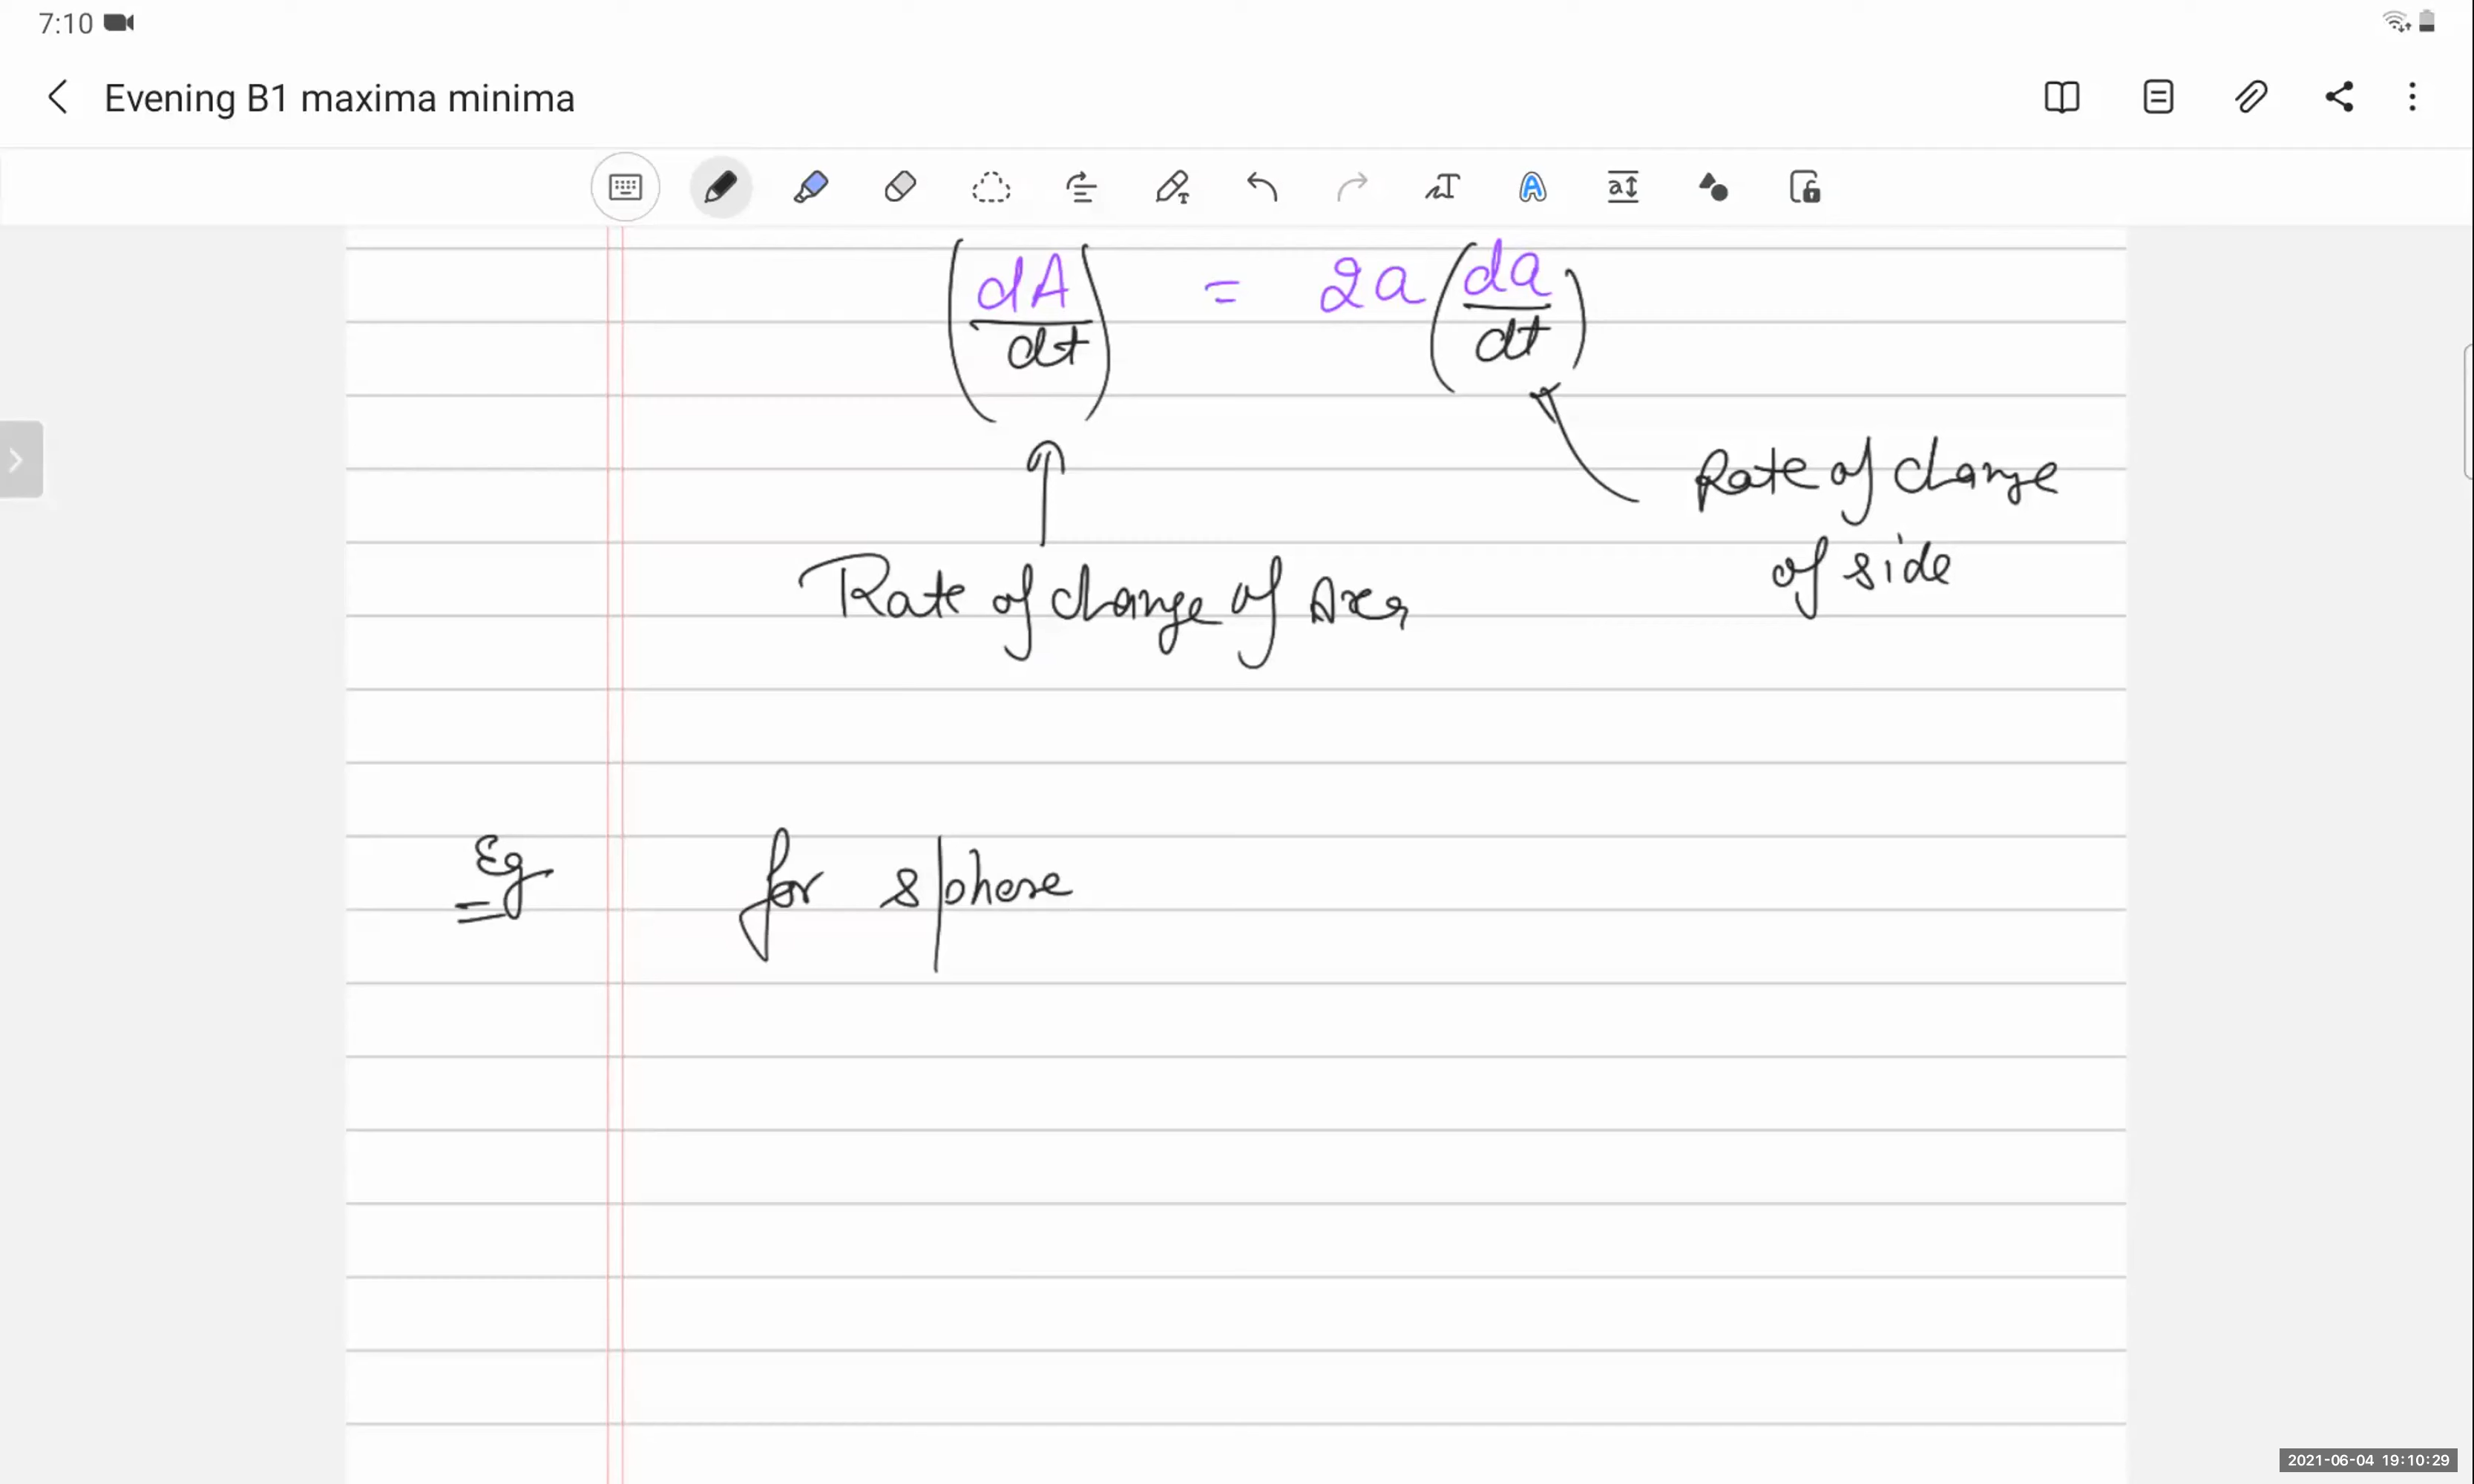 7:10
Evening B1 maxima minima
(dA/dt) = 2a (da/dt)
Rate of change
of side
Rate of change of Area
Eg for sphere
2021-06-04 19:10:29